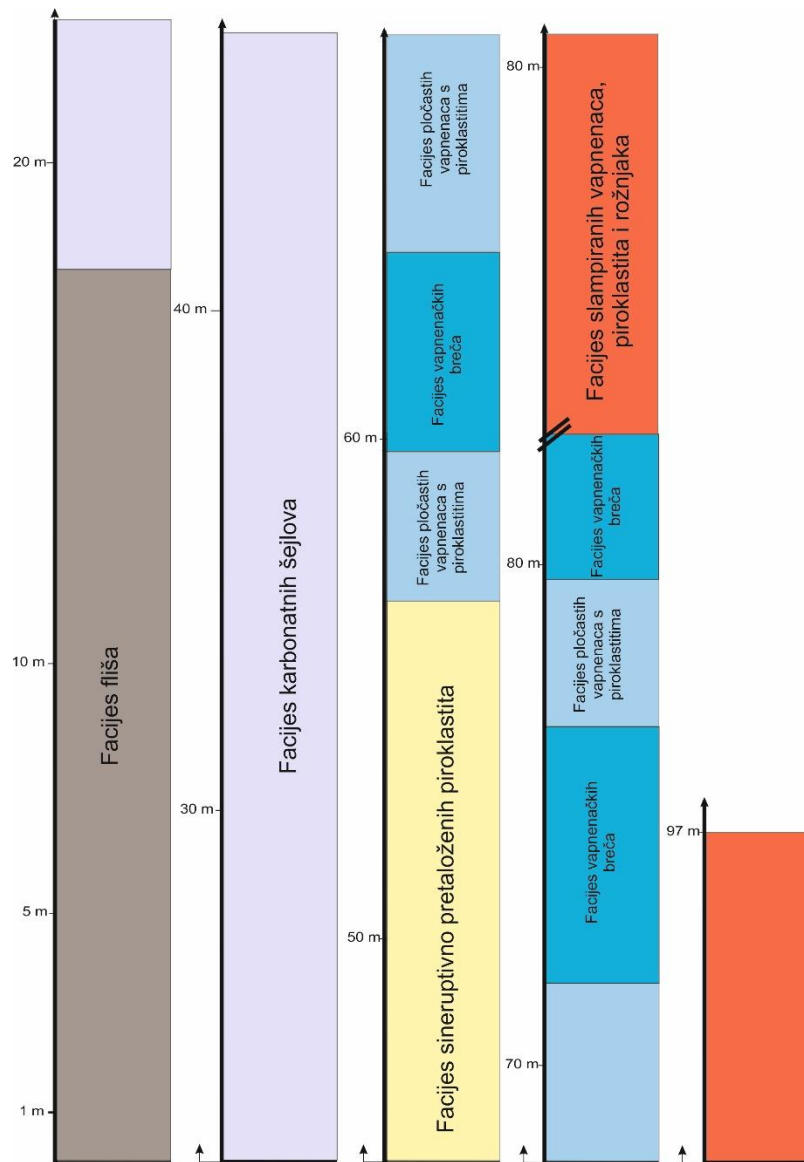 20 m
10 m
5 m
1 m
Facijes fliša
40 m
30 m
Facijes karbonatnih šejlova
60 m
50 m
Facijes pločastih
vapnenaca s
piroklastitima
Facijes vapnenačkih
breča
Facijes pločastih
vapnenaca s
piroklastitima
Facijes sineruptivno pretaloženih piroklastita
80 m
80 m
70 m
Facijes slampiranih vapnenaca,
piroklastita i rožnjaka
Facijes vapnenačkih
breča
Facijes pločastih
vapnenaca s
piroklastitima
Facijes vapnenačkih
breča
97 m